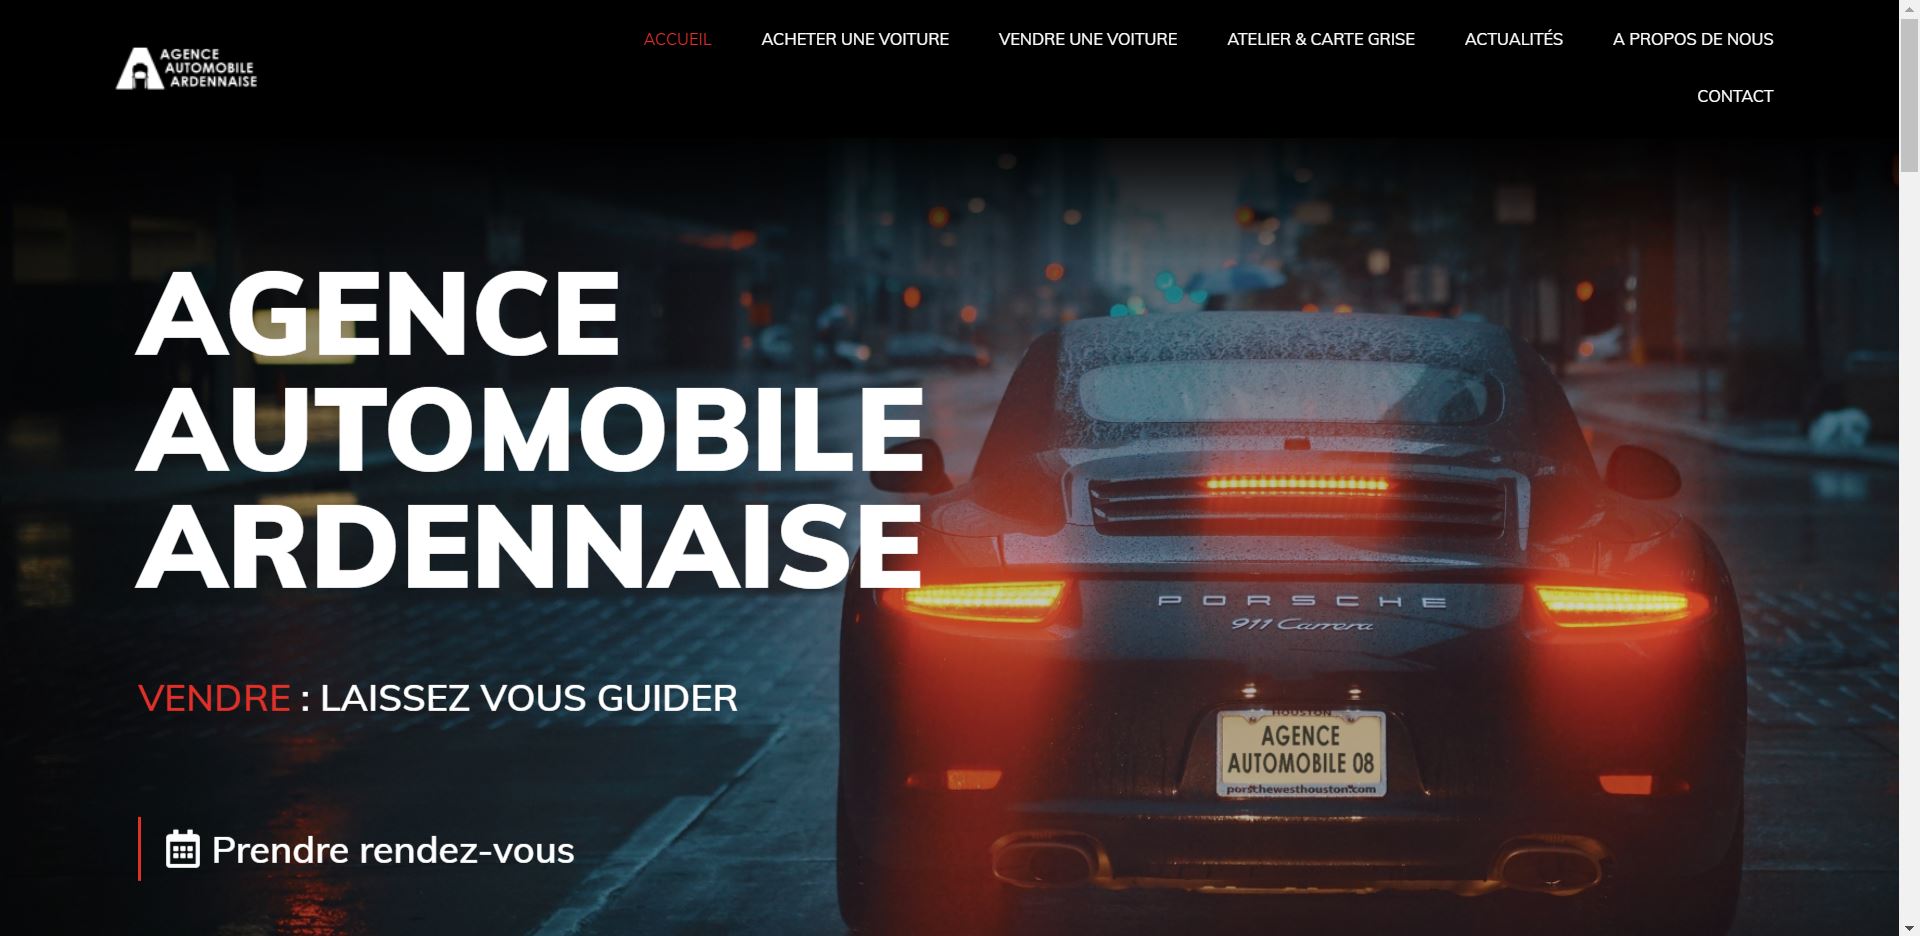 AGENCE
AUTOMOBILE
ARDENNAISE
ACCUEIL
ACHETER UNE VOITURE
VENDRE UNE VOITURE
ATELIER & CARTE GRISE
ACTUALITÉS
A PROPOS DE NOUS
CONTACT
AGENCE
AUTOMOBILE
ARDENNAISE
VENDRE : LAISSEZ VOUS GUIDER
Prendre rendez-vous
PORSCHE
911 Carrera
HOUSTON
AGENCE
AUTOMOBILE 08
porschewesthouston.com